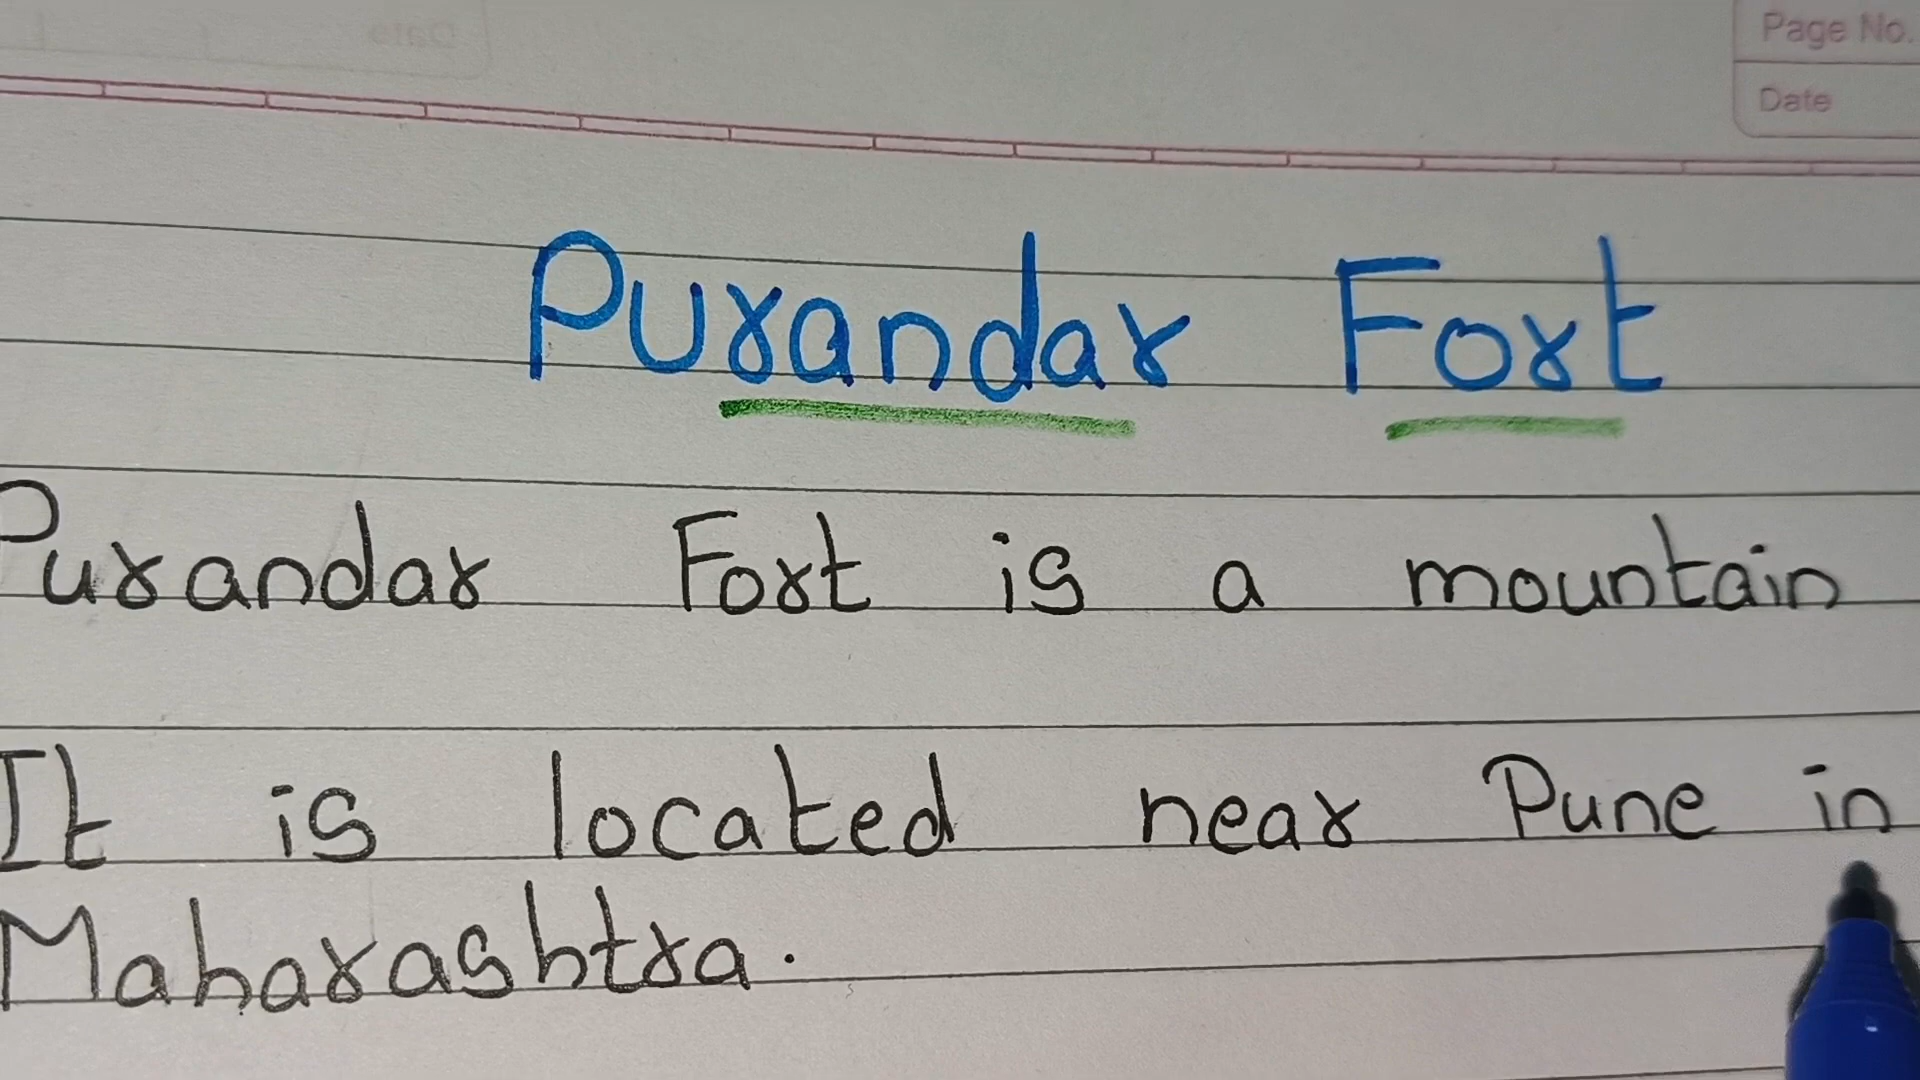 Page No.
Date
Purandar Fort
Purandar Fort is a mountain
It is located near Pune in
Maharashtra.